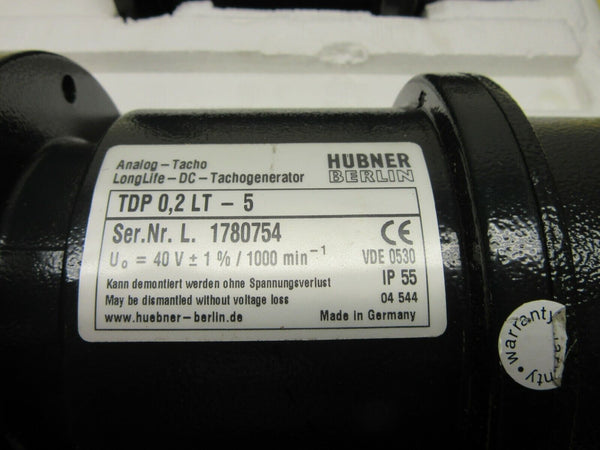 Analog – Tacho
LongLife – DC – Tachogenerator
HÜBNER
BERLIN
TDP 0,2 LT – 5
Ser.Nr. L. 1780754
CE
U₀ = 40 V ± 1 % / 1000 min⁻¹
VDE 0530
Kann demontiert werden ohne Spannungsverlust
IP 55
May be dismantled without voltage loss
04 544
www.huebner-berlin.de
Made in Germany
warranty